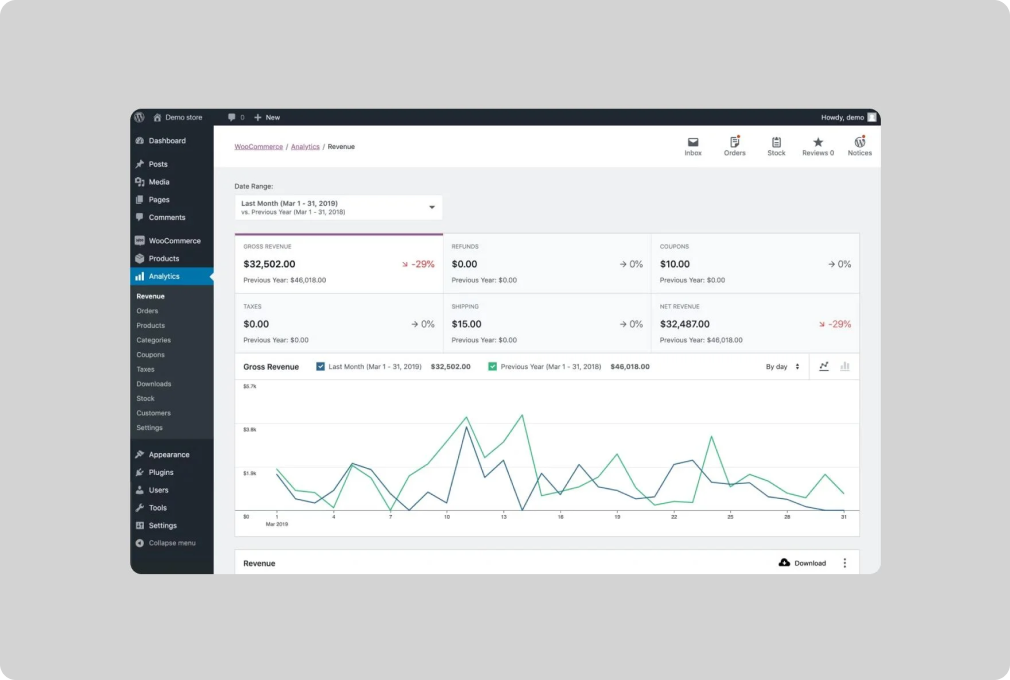 Demo store 0 New Howdy, demo
Dashboard
Posts
Media
Pages
Comments
WooCommerce
Products
Analytics
Revenue
Orders
Products
Categories
Coupons
Taxes
Downloads
Stock
Customers
Settings
Appearance
Plugins
Users
Tools
Settings
Collapse menu
WooCommerce / Analytics / Revenue
Inbox Orders Stock Reviews 0 Notices
Date Range:
Last Month (Mar 1 - 31, 2019)
vs. Previous Year (Mar 1 - 31, 2018)
GROSS REVENUE
$32,502.00 -29%
Previous Year: $46,018.00
REFUNDS
$0.00 0%
Previous Year: $0.00
COUPONS
$10.00 0%
Previous Year: $0.00
TAXES
$0.00 0%
Previous Year: $0.00
SHIPPING
$15.00 0%
Previous Year: $0.00
NET REVENUE
$32,487.00 -29%
Previous Year: $46,018.00
Gross Revenue Last Month (Mar 1 - 31, 2019) $32,502.00 Previous Year (Mar 1 - 31, 2018) $46,018.00 By day
$5.7k
$3.8k
$1.9k
$0 1 4 7 10 13 16 19 22 25 28 31
Mar 2019
Revenue Download